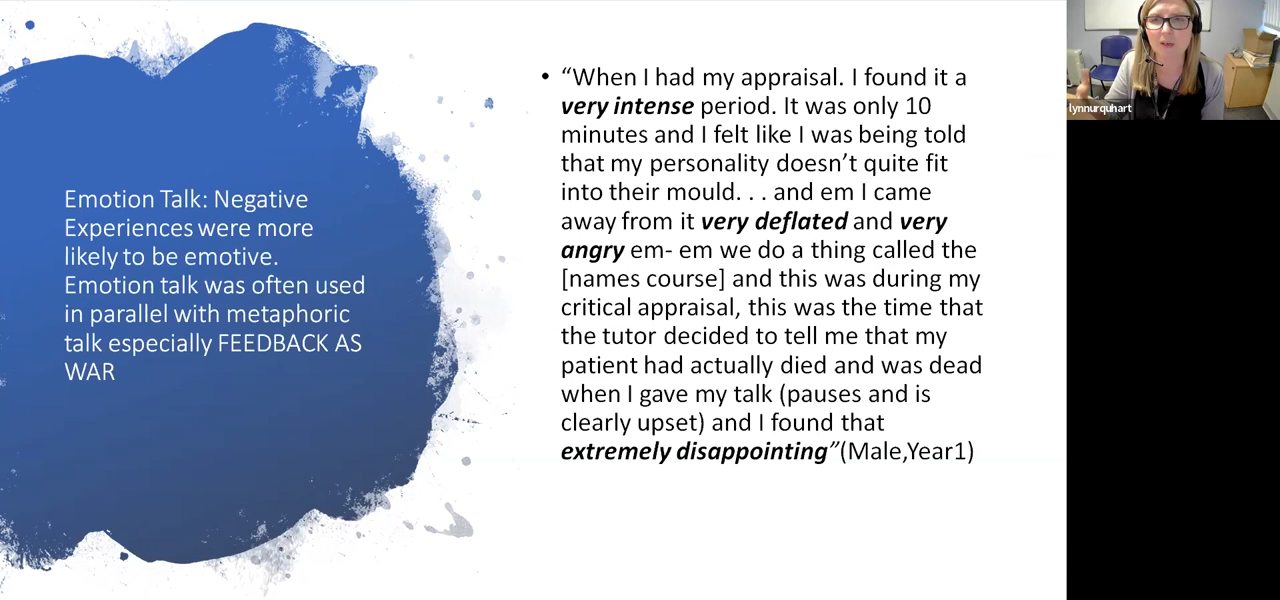 Emotion Talk: Negative
Experiences were more
likely to be emotive.
Emotion talk was often used
in parallel with metaphoric
talk especially FEEDBACK AS
WAR
• “When I had my appraisal. I found it a
very intense period. It was only 10
minutes and I felt like I was being told
that my personality doesn’t quite fit
into their mould. . . and em I came
away from it very deflated and very
angry em- em we do a thing called the
[names course] and this was during my
critical appraisal, this was the time that
the tutor decided to tell me that my
patient had actually died and was dead
when I gave my talk (pauses and is
clearly upset) and I found that
extremely disappointing”(Male,Year1)
lynnurquhart